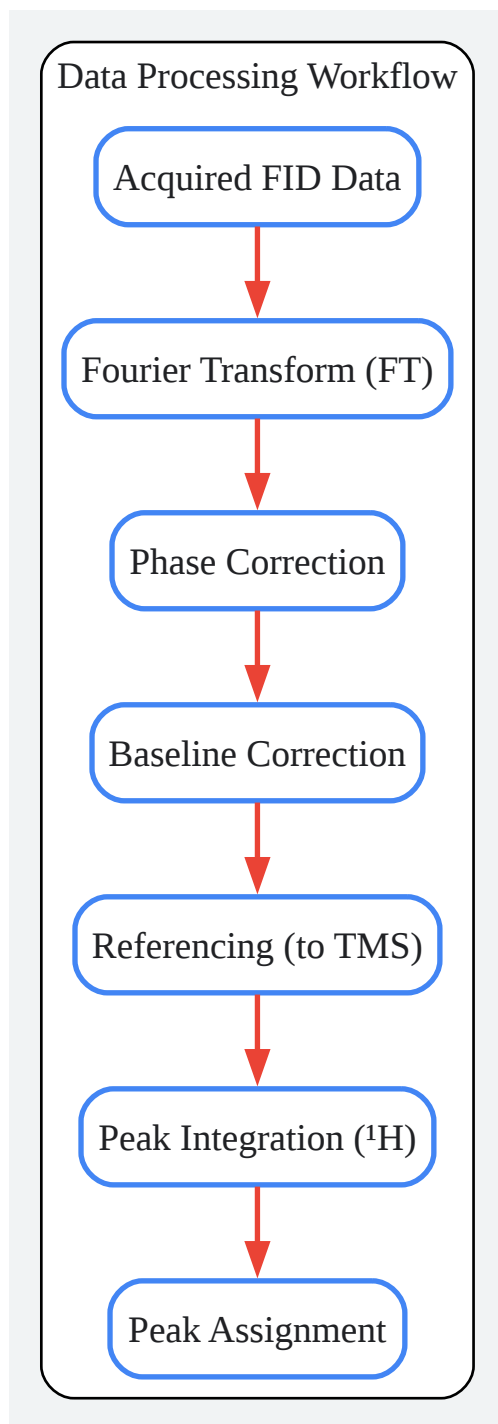 Data Processing Workflow
Acquired FID Data
Fourier Transform (FT)
Phase Correction
Baseline Correction
Referencing (to TMS)
Peak Integration (¹H)
Peak Assignment